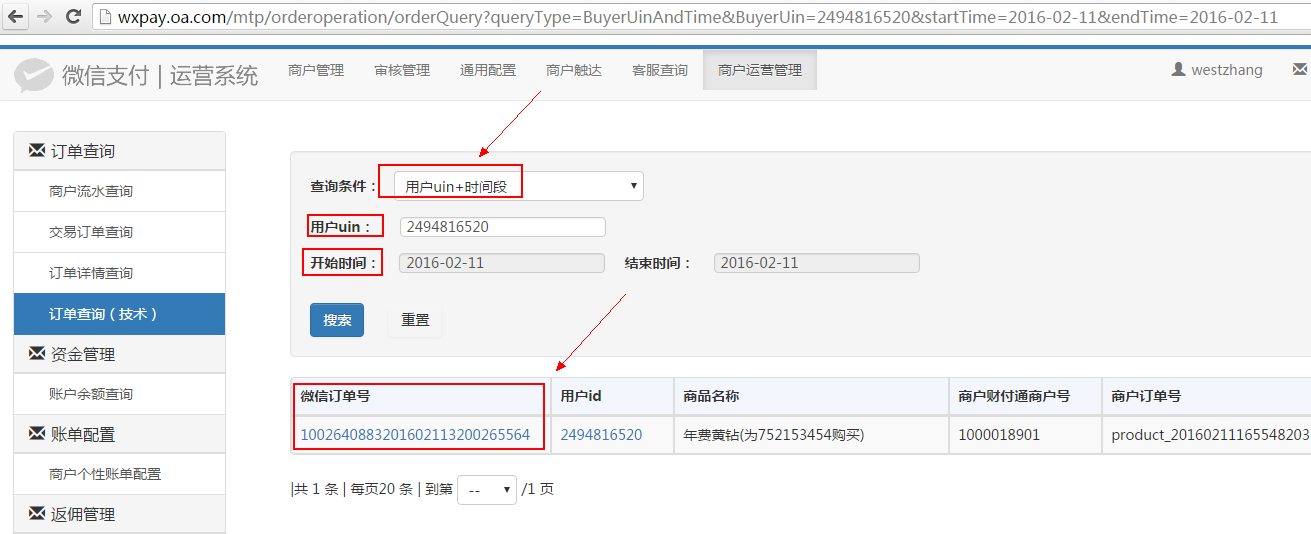 wxpay.oa.com/mtp/orderoperation/orderQuery?queryType=BuyerUinAndTime&BuyerUin=2494816520&startTime=2016-02-11&endTime=2016-02-11
微信支付 | 运营系统 商户管理 审核管理 通用配置 商户触达 客服查询 商户运营管理 westzhang
订单查询
商户流水查询
交易订单查询
订单详情查询
订单查询（技术）
资金管理
账户余额查询
账单配置
商户个性账单配置
返佣管理
查询条件： 用户uin+时间段
用户uin： 2494816520
开始时间： 2016-02-11 结束时间： 2016-02-11
搜索 重置
微信订单号 用户id 商品名称 商户财付通商户号 商户订单号
1002640883201602113200265564 2494816520 年费黄钻(为752153454购买) 1000018901 product_20160211165548203
|共 1 条 | 每页20 条 | 到第 -- /1 页